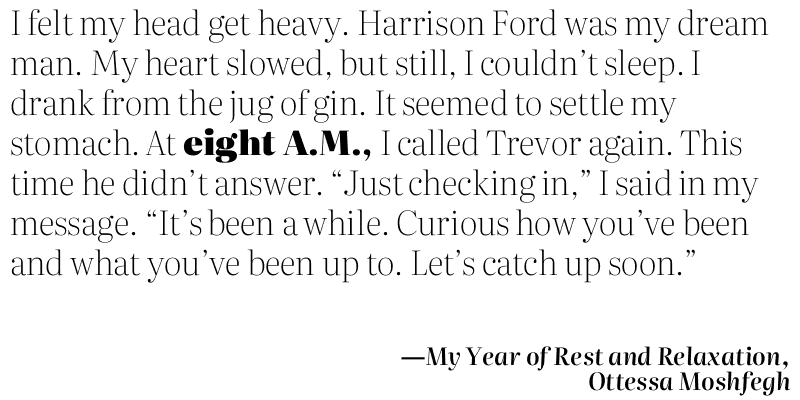 I felt my head get heavy. Harrison Ford was my dream
man. My heart slowed, but still, I couldn’t sleep. I
drank from the jug of gin. It seemed to settle my
stomach. At eight A.M., I called Trevor again. This
time he didn’t answer. “Just checking in,” I said in my
message. “It’s been a while. Curious how you’ve been
and what you’ve been up to. Let’s catch up soon.”
—My Year of Rest and Relaxation,
Ottessa Moshfegh